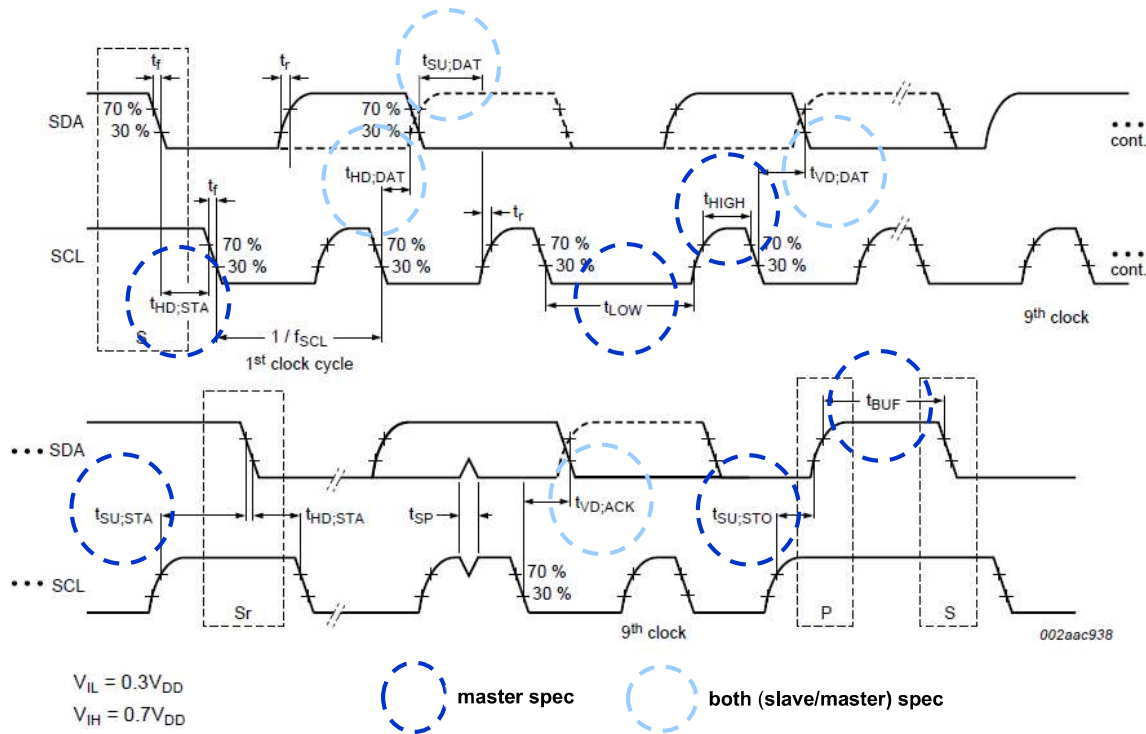 tf
tr
tSU;DAT
70 %
30 %
70 %
30 %
SDA
cont.
tHD;DAT
tVD;DAT
tf
tr
tHIGH
70 %
30 %
70 %
30 %
70 %
30 %
70 %
30 %
SCL
cont.
tHD;STA
tLOW
S
1 / fSCL
1st clock cycle
9th clock
tBUF
SDA
tSU;STA
tHD;STA
tSP
tVD;ACK
tSU;STO
70 %
30 %
SCL
Sr
P
S
9th clock
002aac938
VIL = 0.3VDD
VIH = 0.7VDD
master spec
both (slave/master) spec